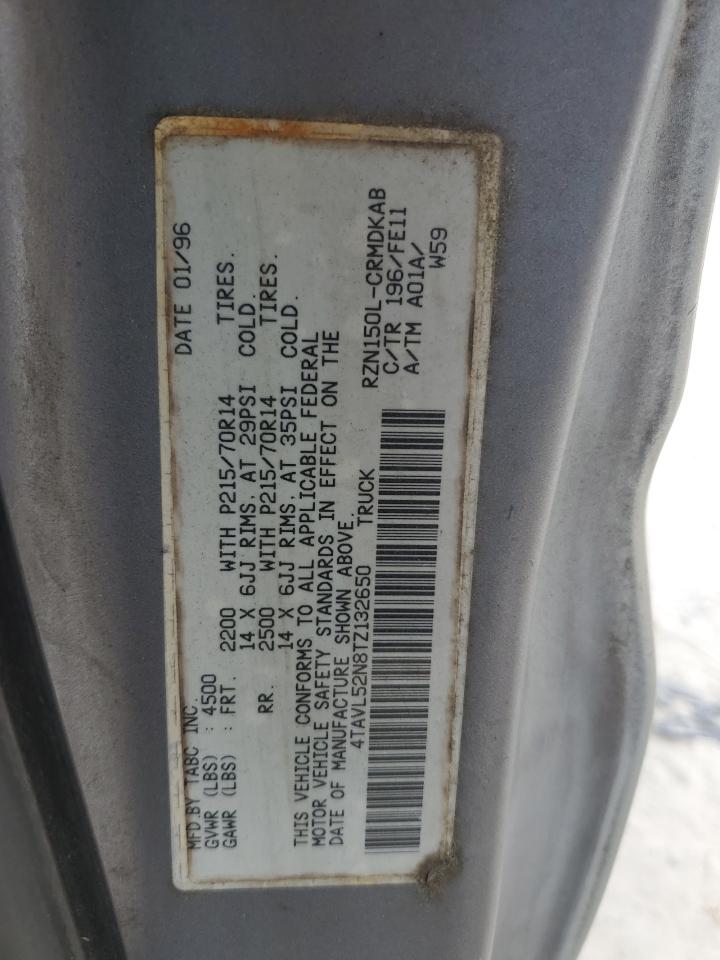 MFD.BY TABC INC. DATE 01/96
GVWR (LBS) : 4500
GAWR (LBS) : FRT. 2200 WITH P215/70R14 TIRES.
14 X 6JJ RIMS, AT 29PSI COLD.
RR. 2500 WITH P215/70R14 TIRES.
14 X 6JJ RIMS, AT 35PSI COLD.
THIS VEHICLE CONFORMS TO ALL APPLICABLE FEDERAL
MOTOR VEHICLE SAFETY STANDARDS IN EFFECT ON THE
DATE OF MANUFACTURE SHOWN ABOVE.
4TAVL52N8TZ132650 TRUCK
RZN150L-CRMDKAB
C/TR 196/FE11
A/TM A01A/
W59